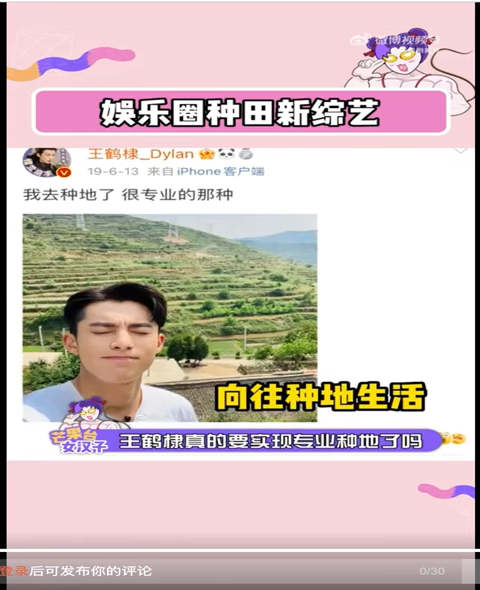 微博视频号
娱乐圈种田新综艺
王鹤棣_Dylan
19-6-13 来自 iPhone客户端
我去种地了 很专业的那种
向往种地生活
芒果台
女汉子
王鹤棣真的要实现专业种地了吗
登录后可发布你的评论
0/30